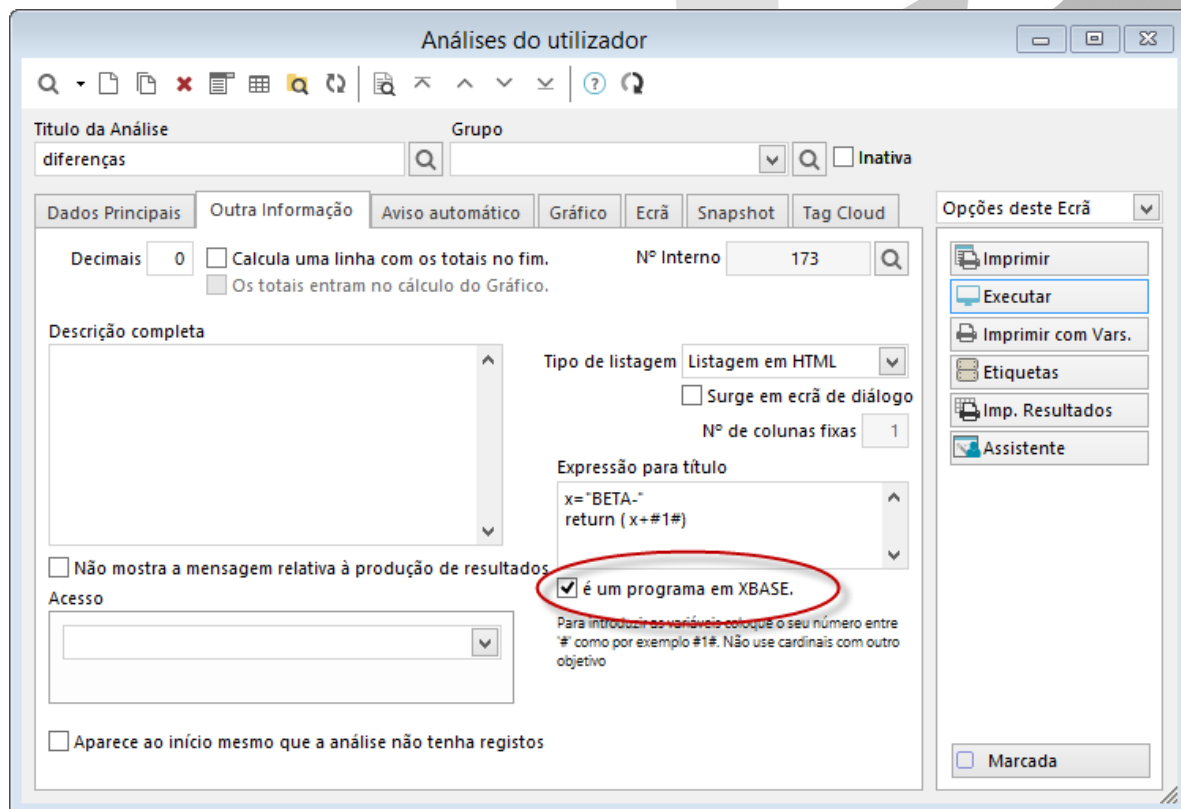 Análises do utilizador
Titulo da Análise
Grupo
diferenças
Inativa
Dados Principais
Outra Informação
Aviso automático
Gráfico
Ecrã
Snapshot
Tag Cloud
Opções deste Ecrã
Decimais 0
Calcula uma linha com os totais no fim.
Nº Interno 173
Os totais entram no cálculo do Gráfico.
Descrição completa
Tipo de listagem Listagem em HTML
Surge em ecrã de diálogo
Nº de colunas fixas 1
Expressão para título
x="BETA-"
return ( x+#1#)
Não mostra a mensagem relativa à produção de resultados
é um programa em XBASE.
Acesso
Para introduzir as variáveis coloque o seu número entre
'#' como por exemplo #1#. Não use cardinais com outro
objetivo
Aparece ao início mesmo que a análise não tenha registos
Imprimir
Executar
Imprimir com Vars.
Etiquetas
Imp. Resultados
Assistente
Marcada